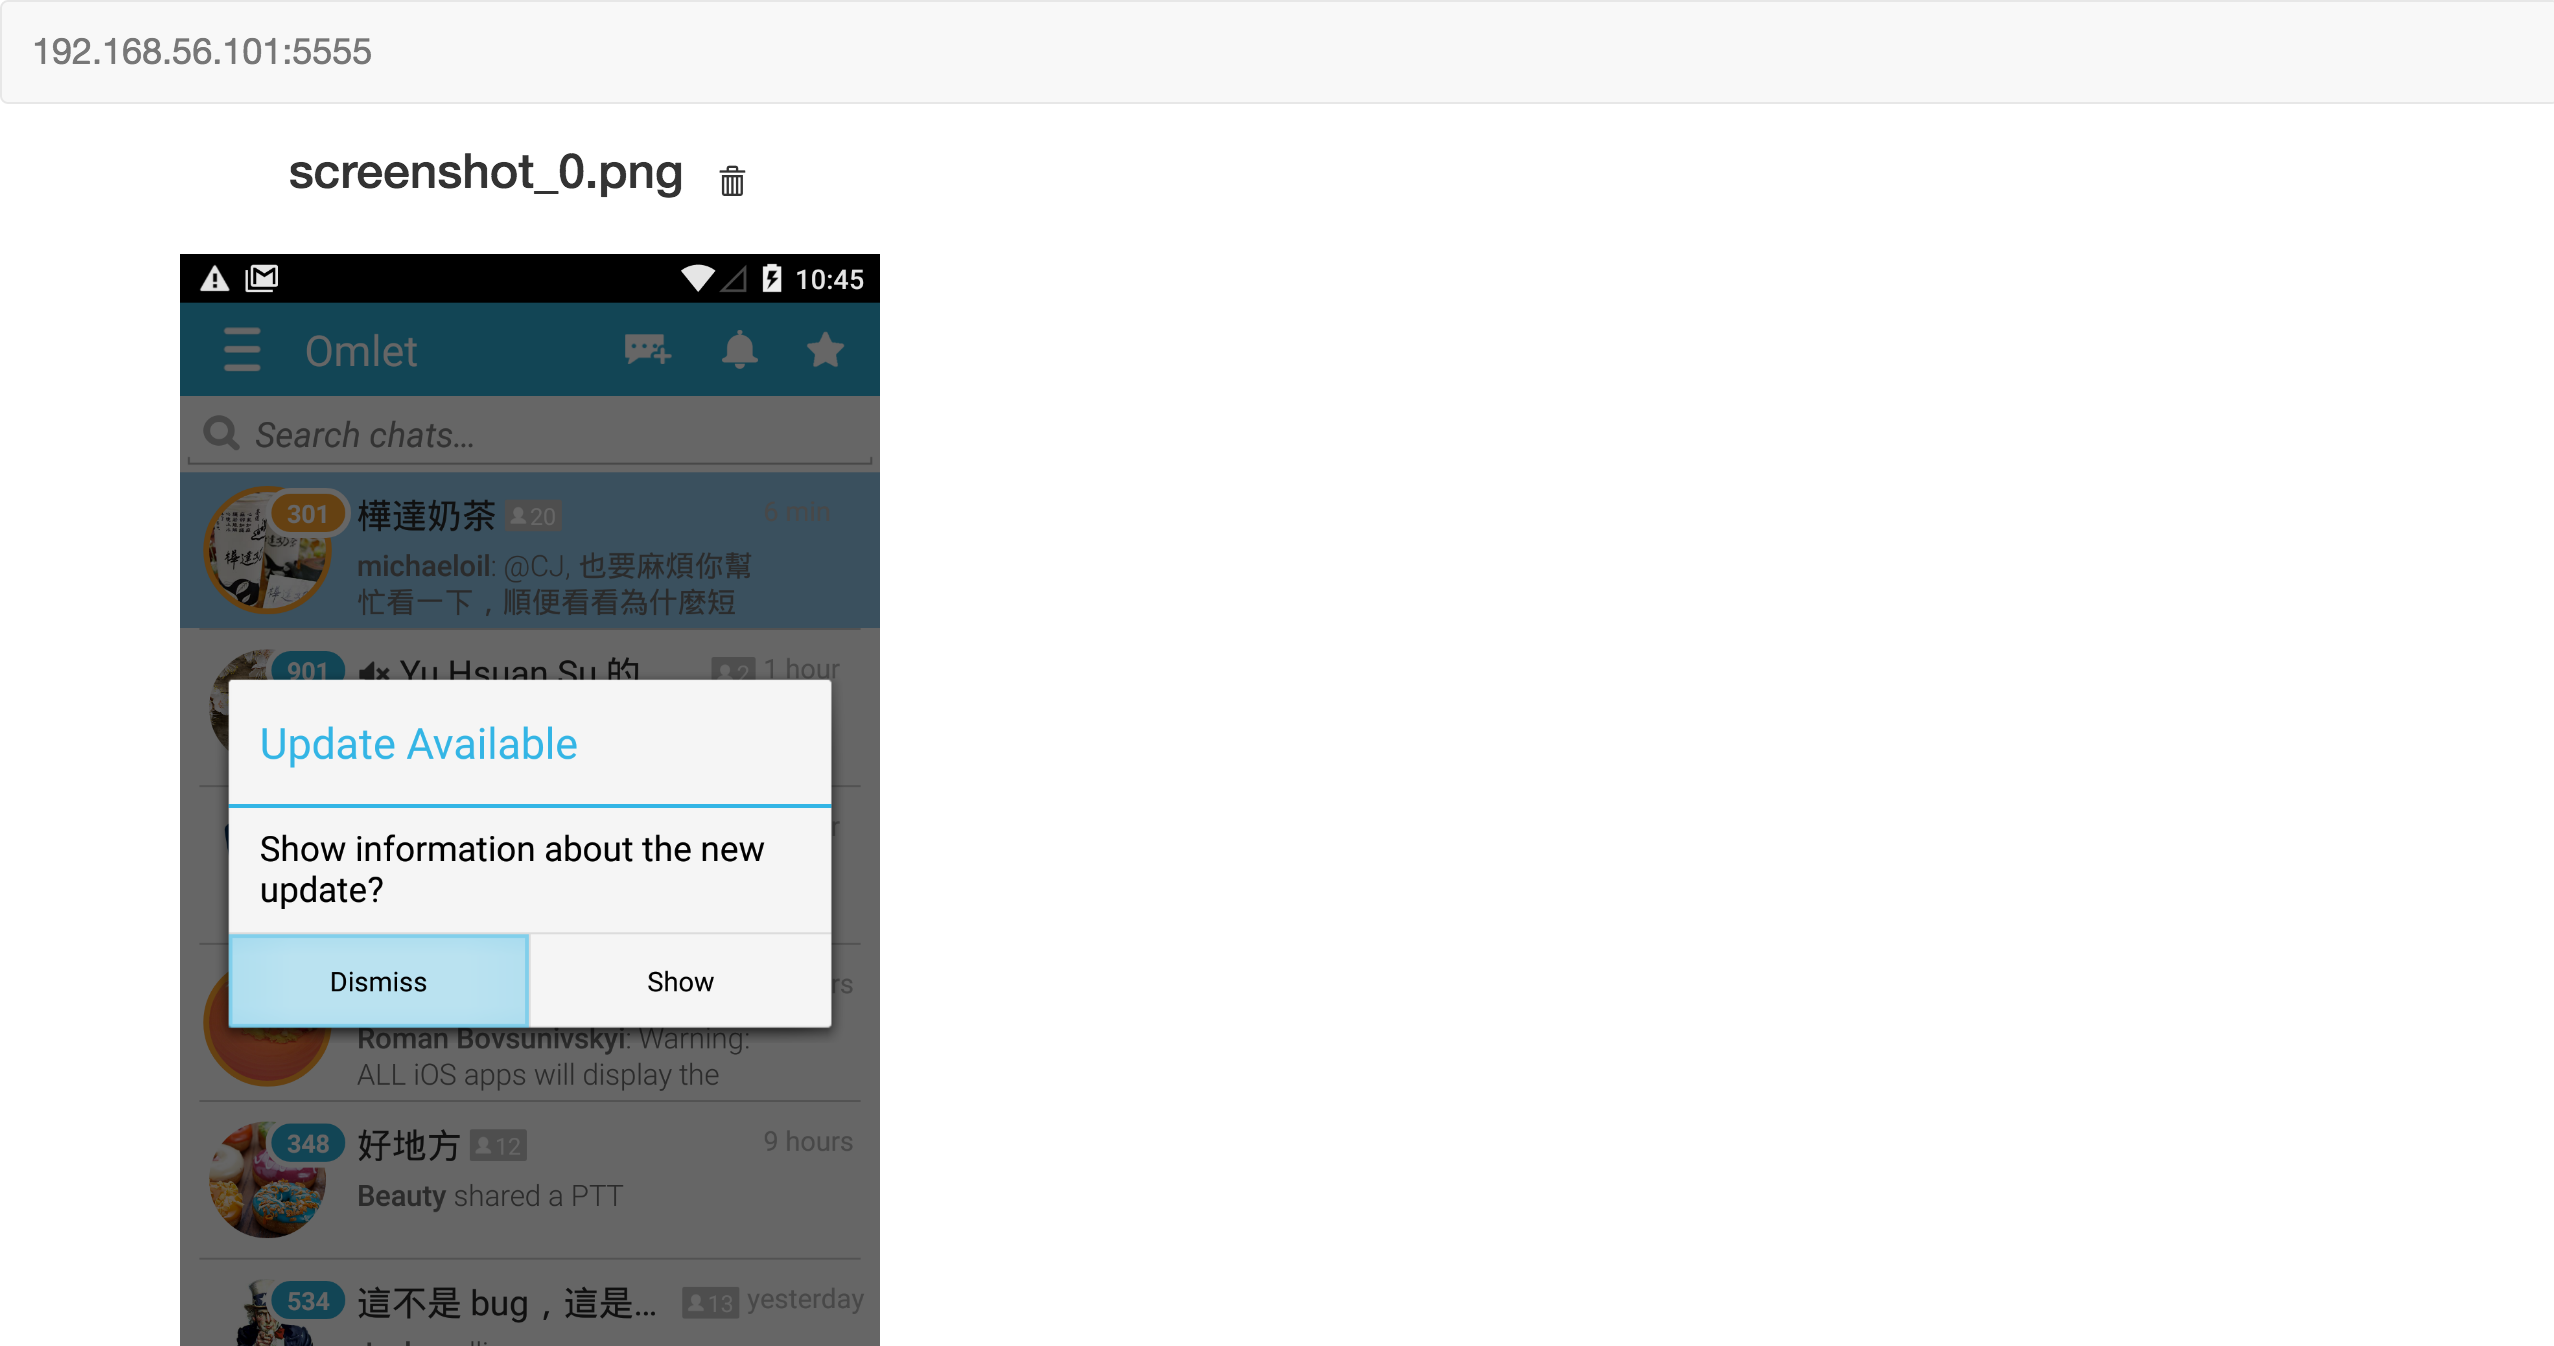 192.168.56.101:5555
screenshot_0.png
10:45
Omlet
Search chats...
301 樺達奶茶 20 6 min
michaeloil: @CJ, 也要麻煩你幫
忙看一下，順便看看為什麼短
901 Yu Hsuan Su 的 2 1 hour
Update Available
Show information about the new
update?
Dismiss Show
Roman Bovsunivskyi: Warning:
ALL iOS apps will display the
348 好地方 12 9 hours
Beauty shared a PTT
534 這不是 bug，這是... 13 yesterday